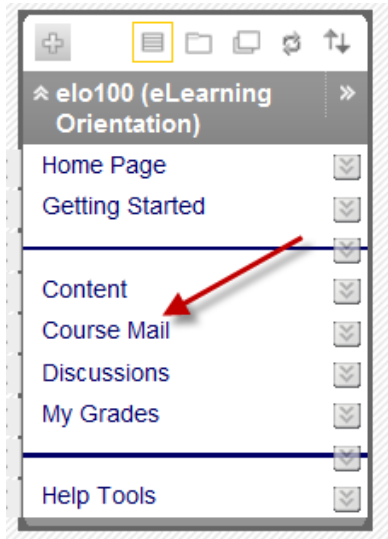 elo100 (eLearning
Orientation)
Home Page
Getting Started
Content
Course Mail
Discussions
My Grades
Help Tools